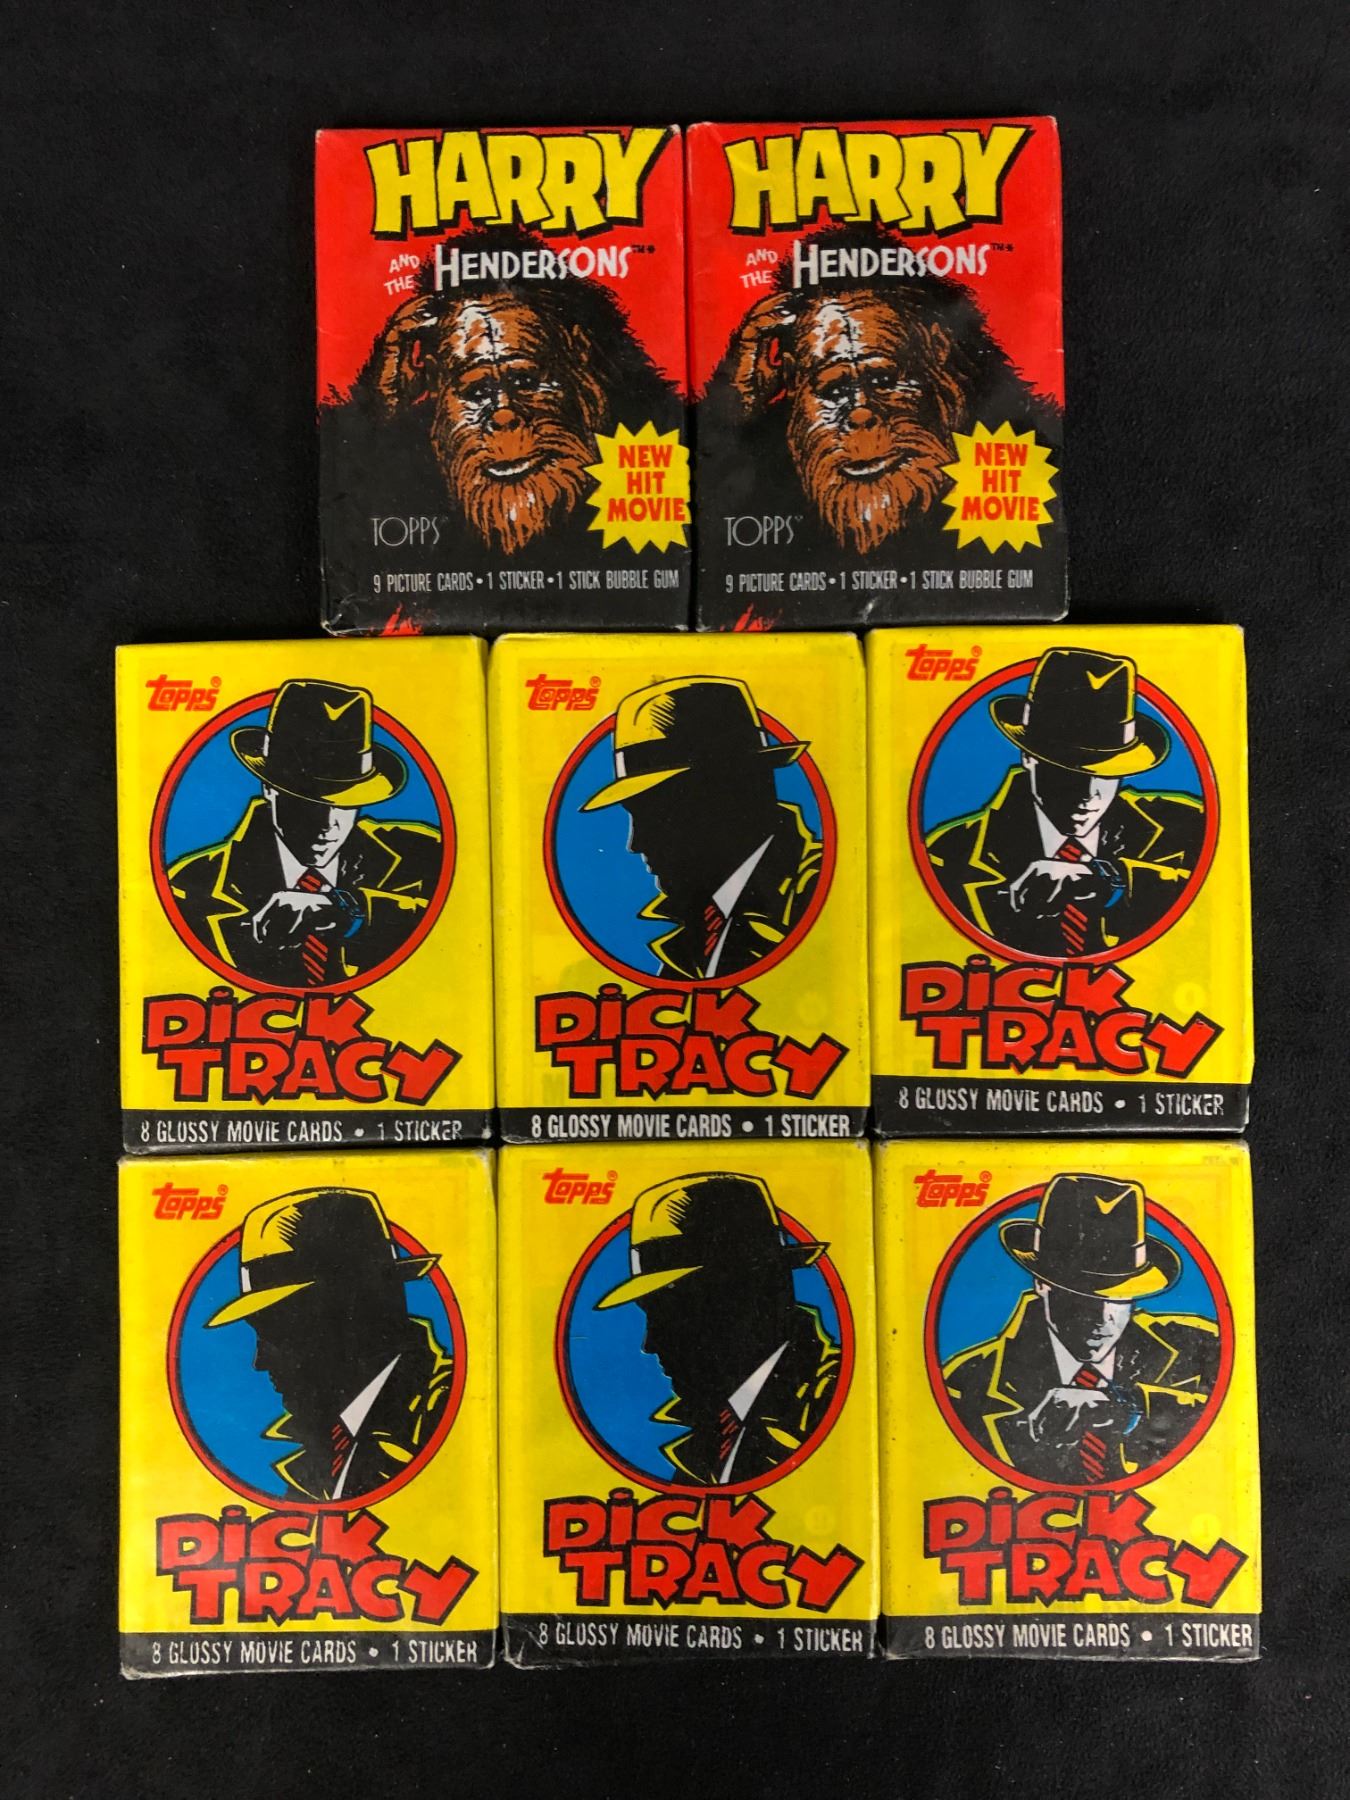 HARRY
AND THE HENDERSONS™*
NEW
HIT
MOVIE
TOPPS
9 PICTURE CARDS • 1 STICKER • 1 STICK BUBBLE GUM
HARRY
AND THE HENDERSONS™*
NEW
HIT
MOVIE
TOPPS
9 PICTURE CARDS • 1 STICKER • 1 STICK BUBBLE GUM
topps®
DICK
TRACY
8 GLOSSY MOVIE CARDS • 1 STICKER
topps®
DICK
TRACY
8 GLOSSY MOVIE CARDS • 1 STICKER
topps®
DICK
TRACY
8 GLOSSY MOVIE CARDS • 1 STICKER
topps®
DICK
TRACY
8 GLOSSY MOVIE CARDS • 1 STICKER
topps®
DICK
TRACY
8 GLOSSY MOVIE CARDS • 1 STICKER
topps®
DICK
TRACY
8 GLOSSY MOVIE CARDS • 1 STICKER